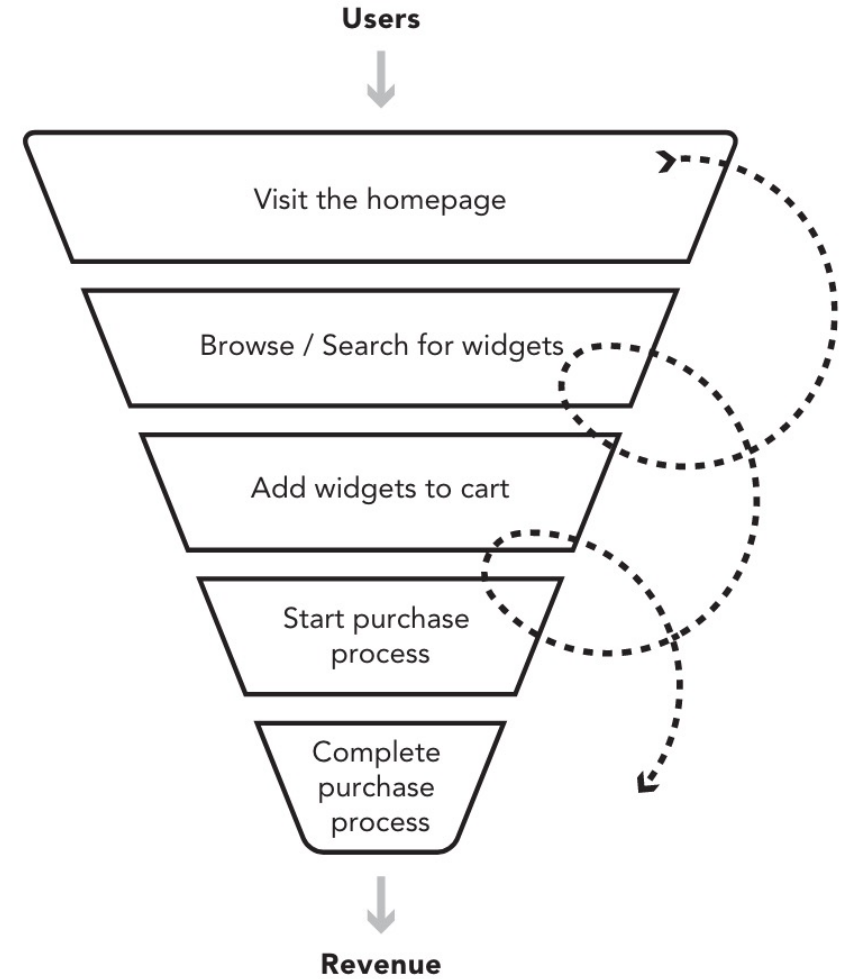 Users
Visit the homepage
Browse / Search for widgets
Add widgets to cart
Start purchase
process
Complete
purchase
process
Revenue